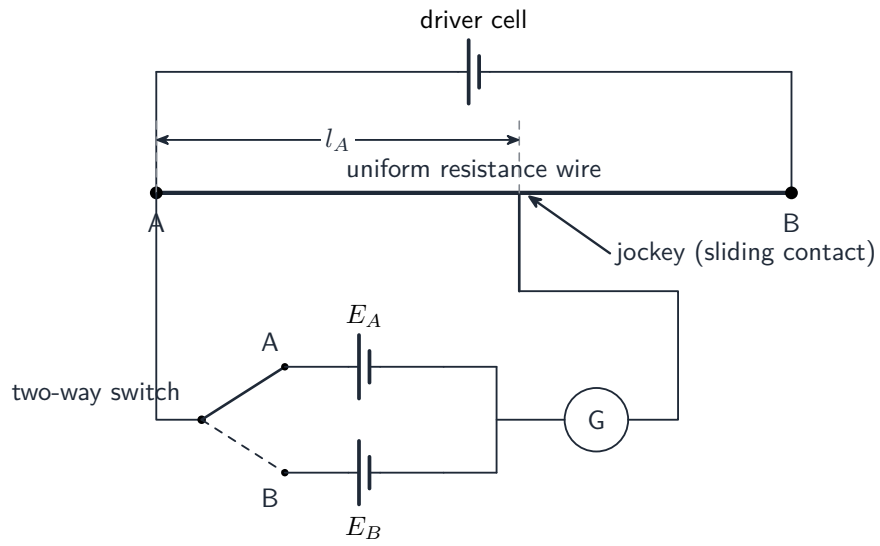 driver cell
l_A
uniform resistance wire
A
B
jockey (sliding contact)
E_A
A
two-way switch
G
B
E_B